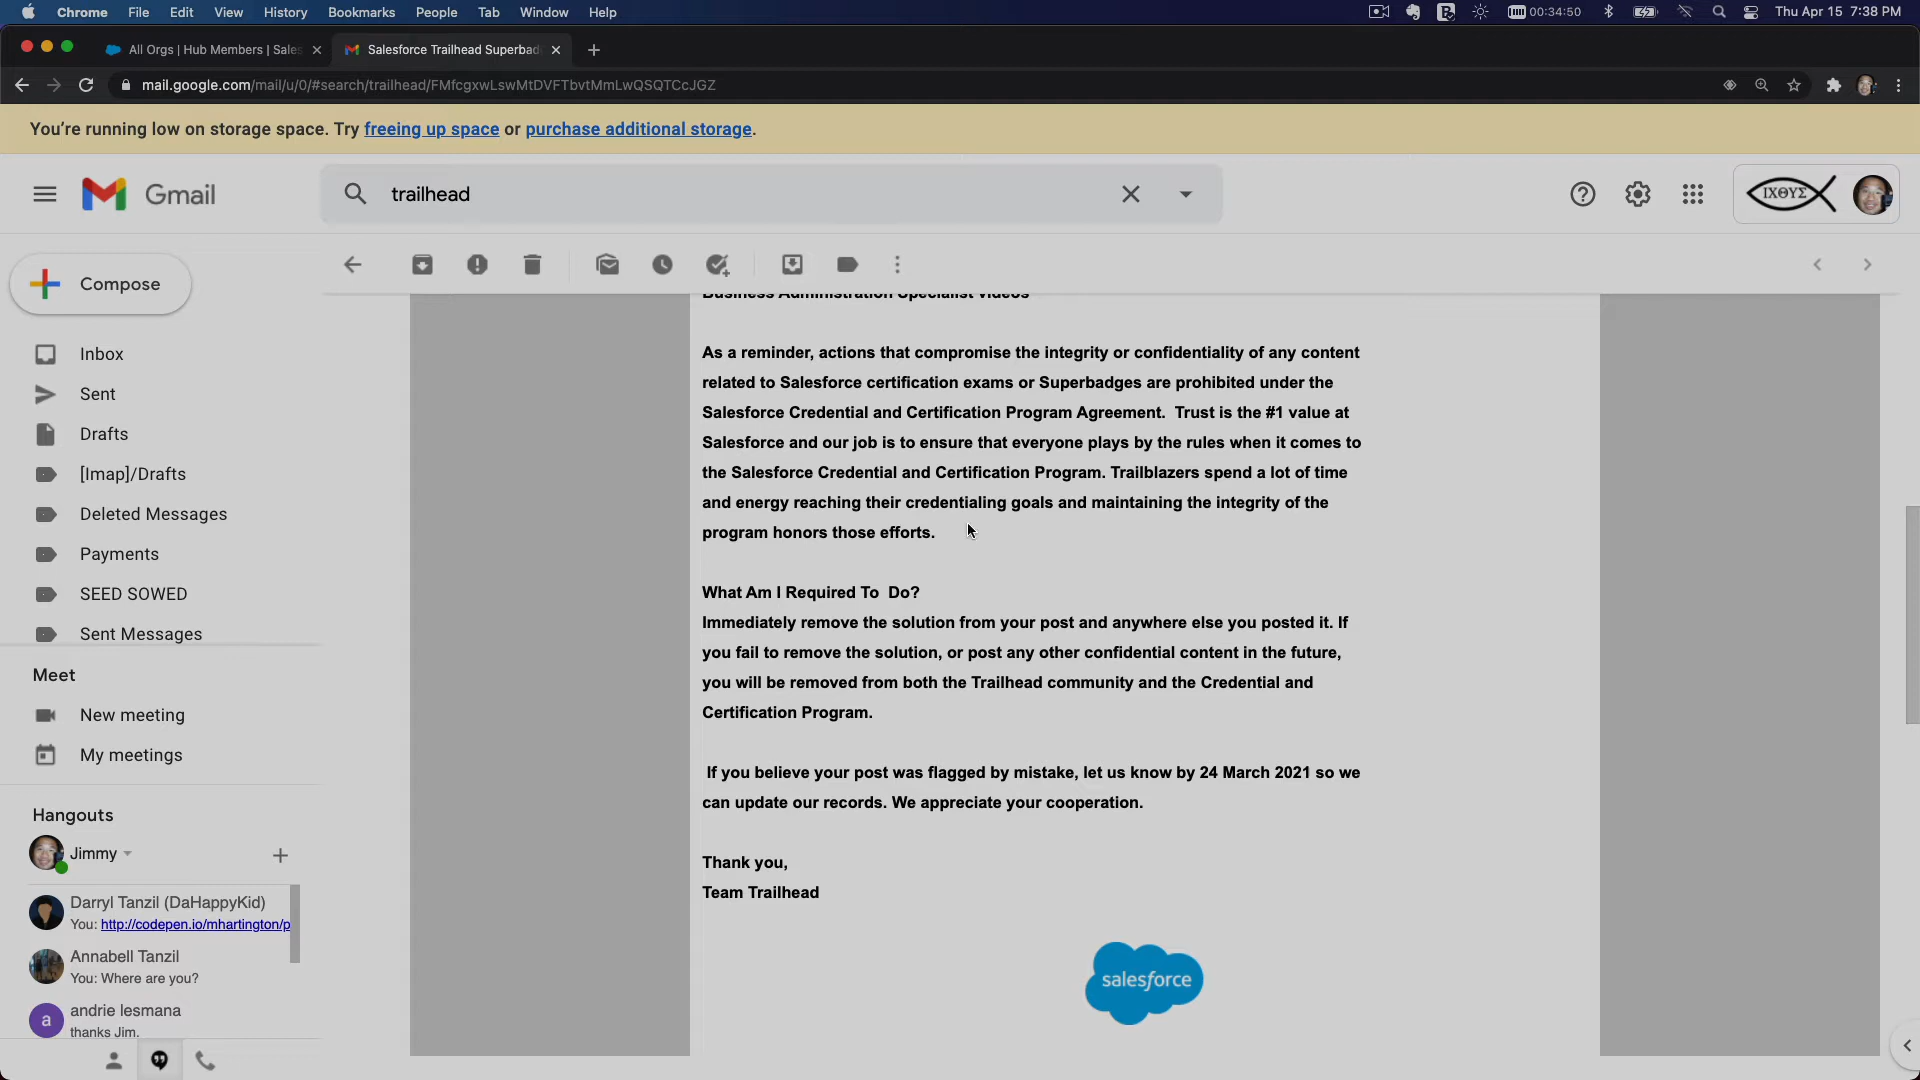 Chrome File Edit View History Bookmarks People Tab Window Help 00:34:50 Thu Apr 15 7:38 PM
All Orgs | Hub Members | Sales
Salesforce Trailhead Superbad
mail.google.com/mail/u/0/#search/trailhead/FMfcgxwLswMtDVFTbvtMmLwQSQTCcJGZ
You're running low on storage space. Try freeing up space or purchase additional storage.
Gmail
trailhead
ΙΧΘΥΣ
Compose
Inbox
Sent
Drafts
[Imap]/Drafts
Deleted Messages
Payments
SEED SOWED
Sent Messages
Meet
New meeting
My meetings
Hangouts
Jimmy
Darryl Tanzil (DaHappyKid)
You: http://codepen.io/mhartington/p
Annabell Tanzil
You: Where are you?
a
andrie lesmana
thanks Jim.
Business Administration Specialist Videos
As a reminder, actions that compromise the integrity or confidentiality of any content
related to Salesforce certification exams or Superbadges are prohibited under the
Salesforce Credential and Certification Program Agreement.  Trust is the #1 value at
Salesforce and our job is to ensure that everyone plays by the rules when it comes to
the Salesforce Credential and Certification Program. Trailblazers spend a lot of time
and energy reaching their credentialing goals and maintaining the integrity of the
program honors those efforts.
What Am I Required To  Do?
Immediately remove the solution from your post and anywhere else you posted it. If
you fail to remove the solution, or post any other confidential content in the future,
you will be removed from both the Trailhead community and the Credential and
Certification Program.
If you believe your post was flagged by mistake, let us know by 24 March 2021 so we
can update our records. We appreciate your cooperation.
Thank you,
Team Trailhead
salesforce